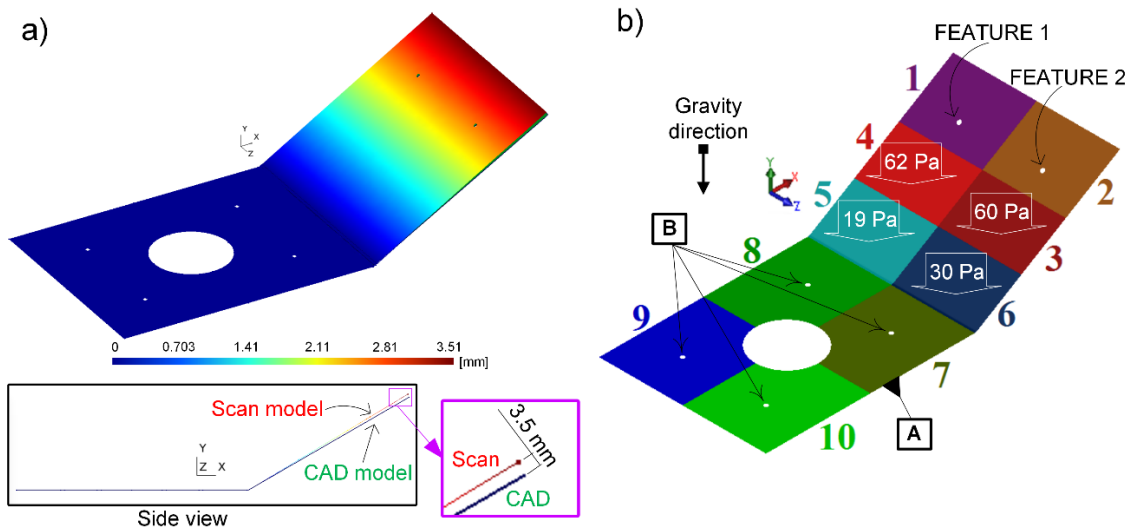 a)
Y
X
Z
0 0.703 1.41 2.11 2.81 3.51
[mm]
Scan model
CAD model
Y
Z X
Side view
3.5 mm
Scan
CAD
b)
FEATURE 1
FEATURE 2
Gravity
direction
Y
X
Z
1
2
3
4
5
6
7
8
9
10
62 Pa
60 Pa
19 Pa
30 Pa
B
A